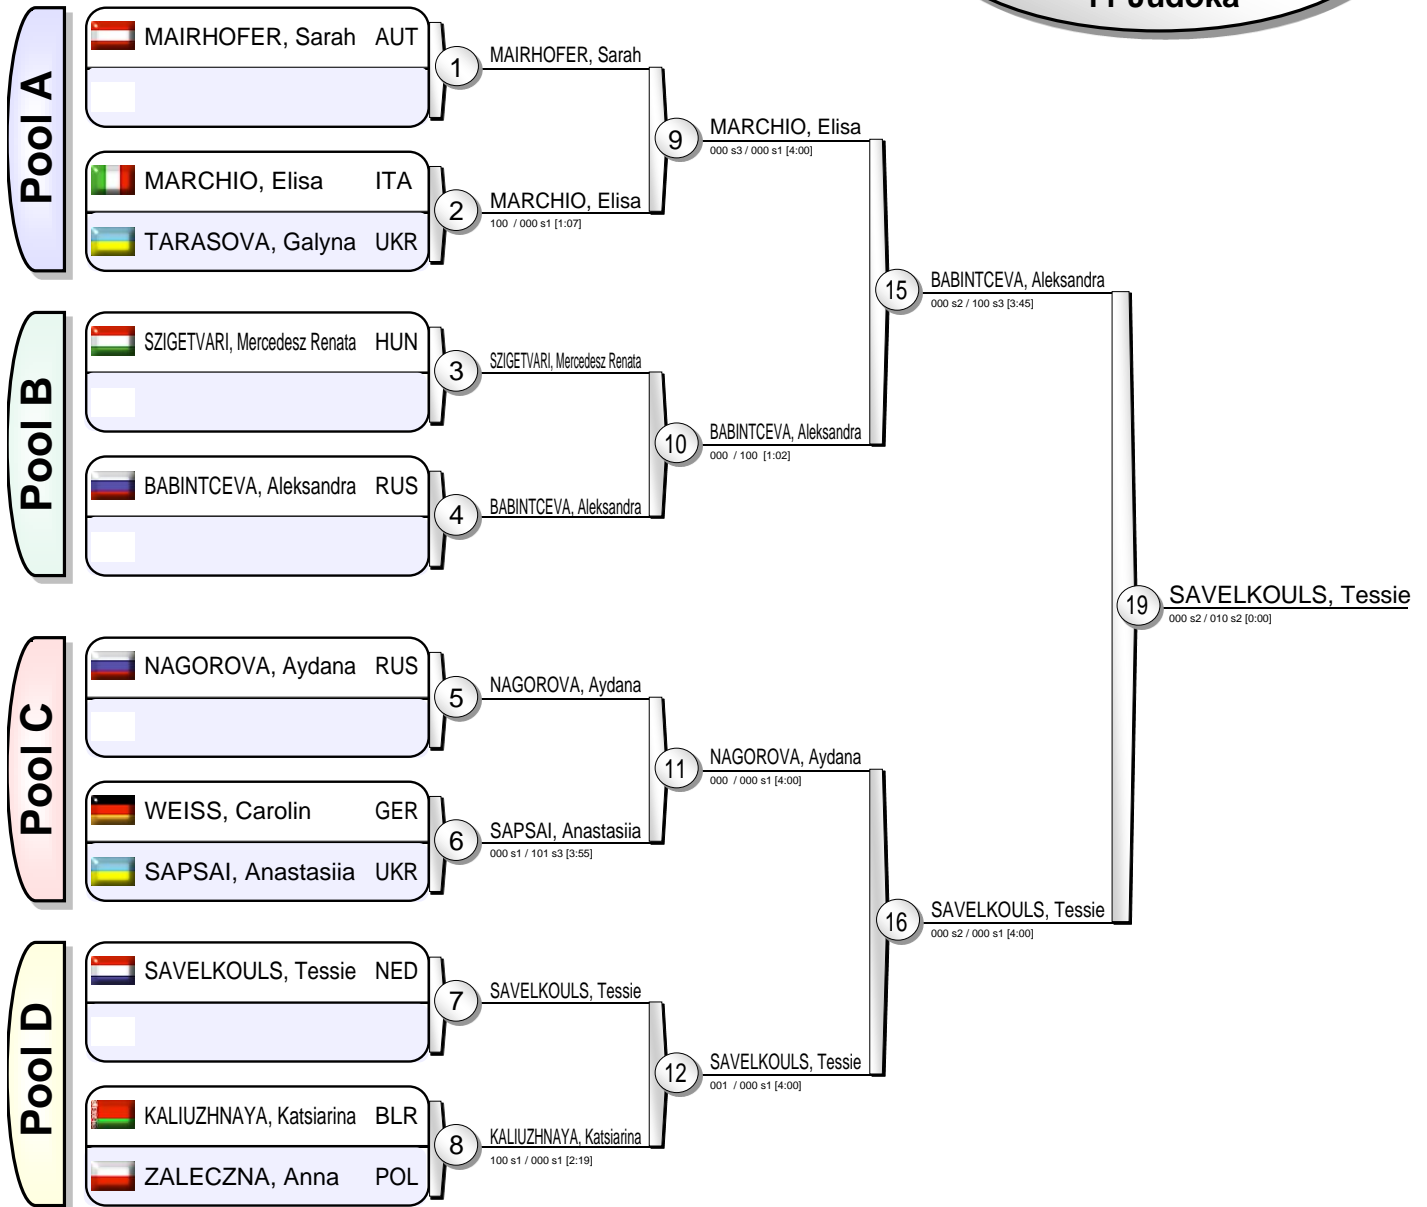 11 Judoka
Pool A
MAIRHOFER, Sarah AUT
1
MAIRHOFER, Sarah
MARCHIO, Elisa ITA
TARASOVA, Galyna UKR
2
MARCHIO, Elisa
100 / 000 s1 [1:07]
9
MARCHIO, Elisa
000 s3 / 000 s1 [4:00]
Pool B
SZIGETVARI, Mercedesz Renata HUN
3
SZIGETVARI, Mercedesz Renata
BABINTCEVA, Aleksandra RUS
4
BABINTCEVA, Aleksandra
10
BABINTCEVA, Aleksandra
000 / 100 [1:02]
15
BABINTCEVA, Aleksandra
000 s2 / 100 s3 [3:45]
Pool C
NAGOROVA, Aydana RUS
5
NAGOROVA, Aydana
WEISS, Carolin GER
SAPSAI, Anastasiia UKR
6
SAPSAI, Anastasiia
000 s1 / 101 s3 [3:55]
11
NAGOROVA, Aydana
000 / 000 s1 [4:00]
Pool D
SAVELKOULS, Tessie NED
7
SAVELKOULS, Tessie
KALIUZHNAYA, Katsiarina BLR
ZALECZNA, Anna POL
8
KALIUZHNAYA, Katsiarina
100 s1 / 000 s1 [2:19]
12
SAVELKOULS, Tessie
001 / 000 s1 [4:00]
16
SAVELKOULS, Tessie
000 s2 / 000 s1 [4:00]
19
SAVELKOULS, Tessie
000 s2 / 010 s2 [0:00]